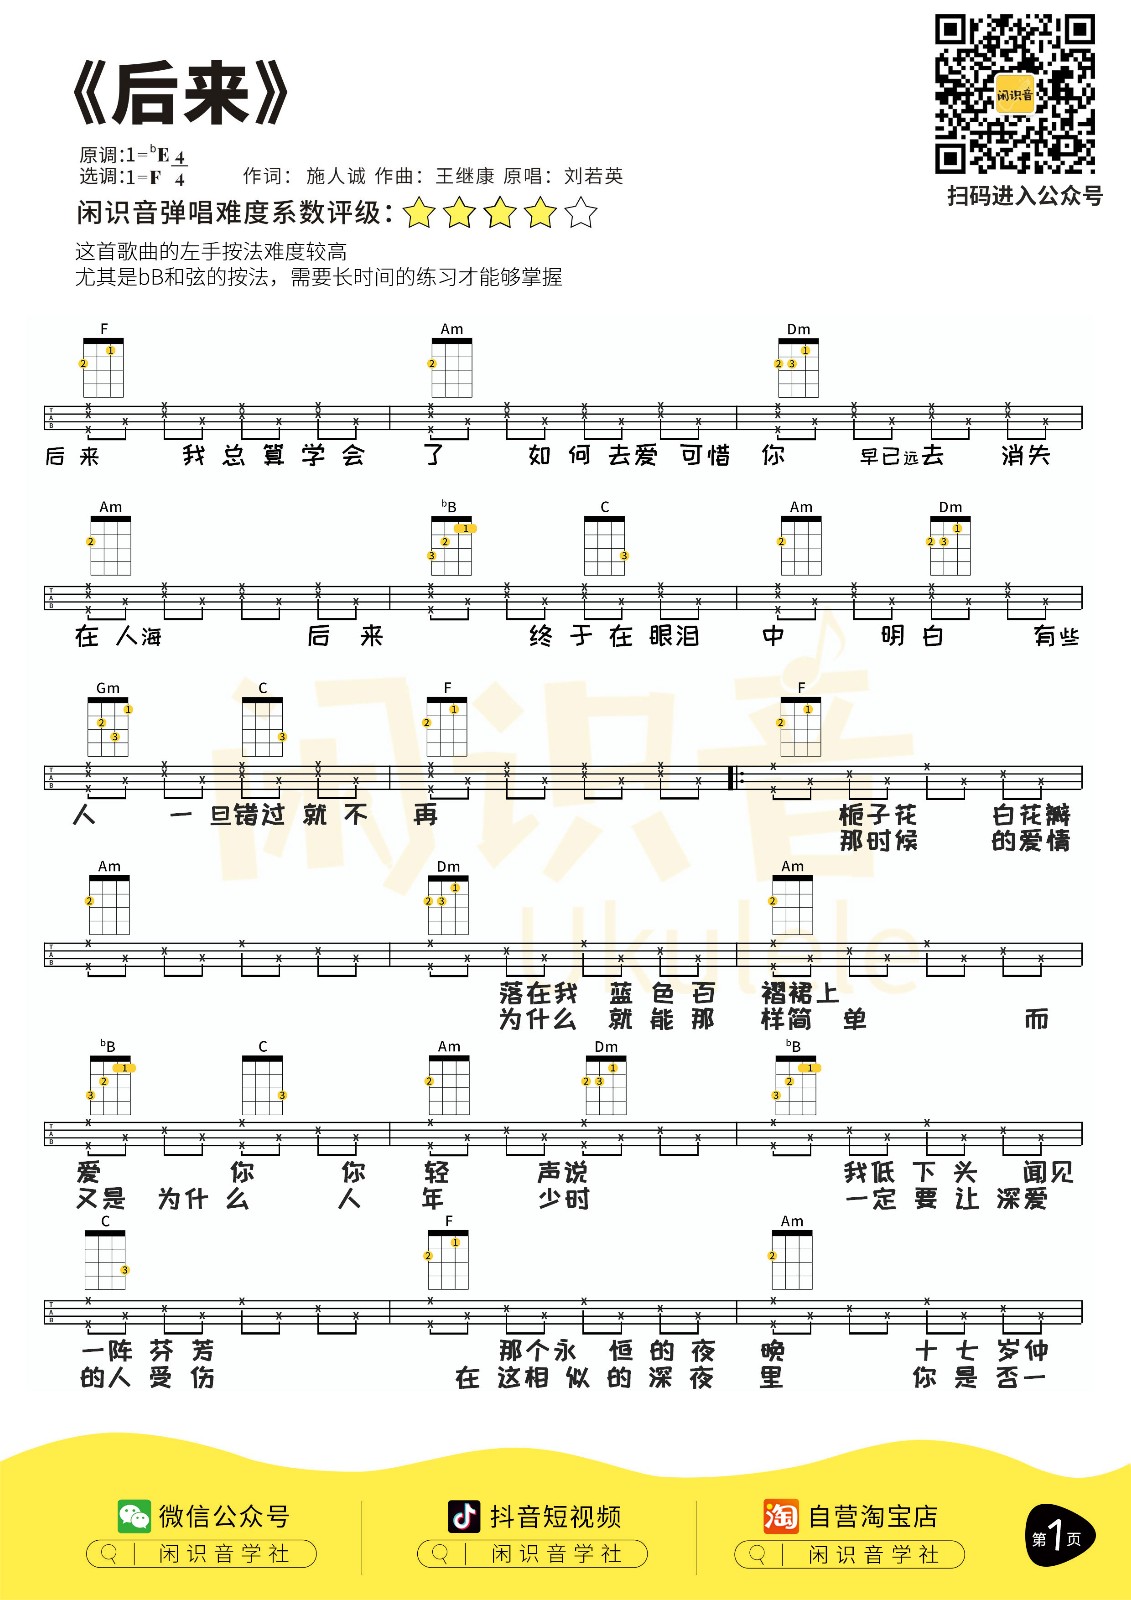 《后来》
闲识音
扫码进入公众号
原调:1=bE 4/4
选调:1=F
作词： 施人诚 作曲：王继康 原唱：刘若英
闲识音弹唱难度系数评级：
这首歌曲的左手按法难度较高
尤其是bB和弦的按法，需要长时间的练习才能够掌握
F Am Dm
后来 我总算学会 了 如何去爱 可惜 你 早已远去 消失
Am bB C Am Dm
在人海 后来 终于在眼泪 中 明白 有些
Gm C F F
人 一旦错过就不 再 栀子花 白花瓣
那时候 的爱情
Am Dm Am
落在我 蓝色百 褶裙上
为什么 就能那 样简单 而
bB C Am Dm bB
爱 你 你 轻 声说 我低下头 闻见
又是 为什么 人 年 少时 一定要让深爱
C F Am
一阵芬芳 那个永恒的夜 晚 十七岁仲
的人受伤 在这相似的深夜 里 你是否一
闲识音
Ukulele
微信公众号
闲识音学社
抖音短视频
闲识音学社
淘 自营淘宝店
闲识音学社
第1页